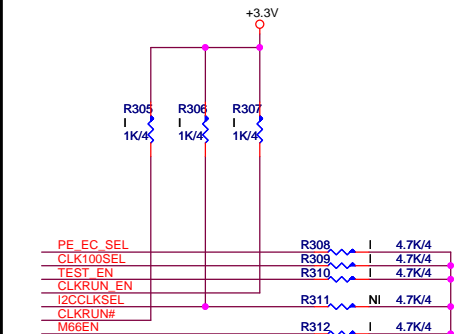 +3.3V
R305 R306 R307
I I I
1K/4 1K/4 1K/4
PE_EC_SEL R308 I 4.7K/4
CLK100SEL R309 I 4.7K/4
TEST_EN R310 I 4.7K/4
CLKRUN_EN
I2CCLKSEL R311 NI 4.7K/4
CLKRUN#
M66EN R312 I 4.7K/4